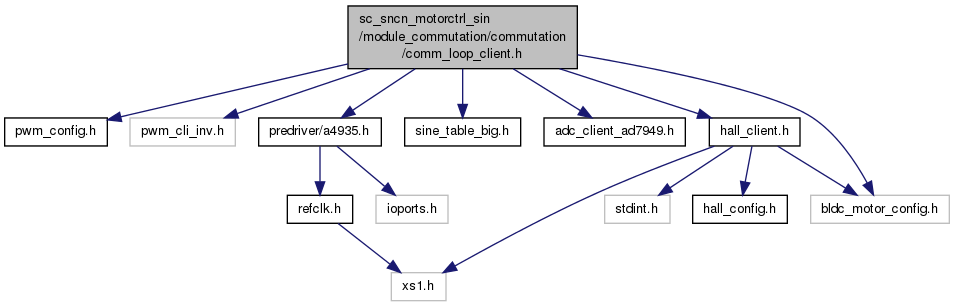 sc_sncn_motorctrl_sin
/module_commutation/commutation
/comm_loop_client.h
pwm_config.h
pwm_cli_inv.h
predriver/a4935.h
sine_table_big.h
adc_client_ad7949.h
hall_client.h
refclk.h
ioports.h
stdint.h
hall_config.h
bldc_motor_config.h
xs1.h